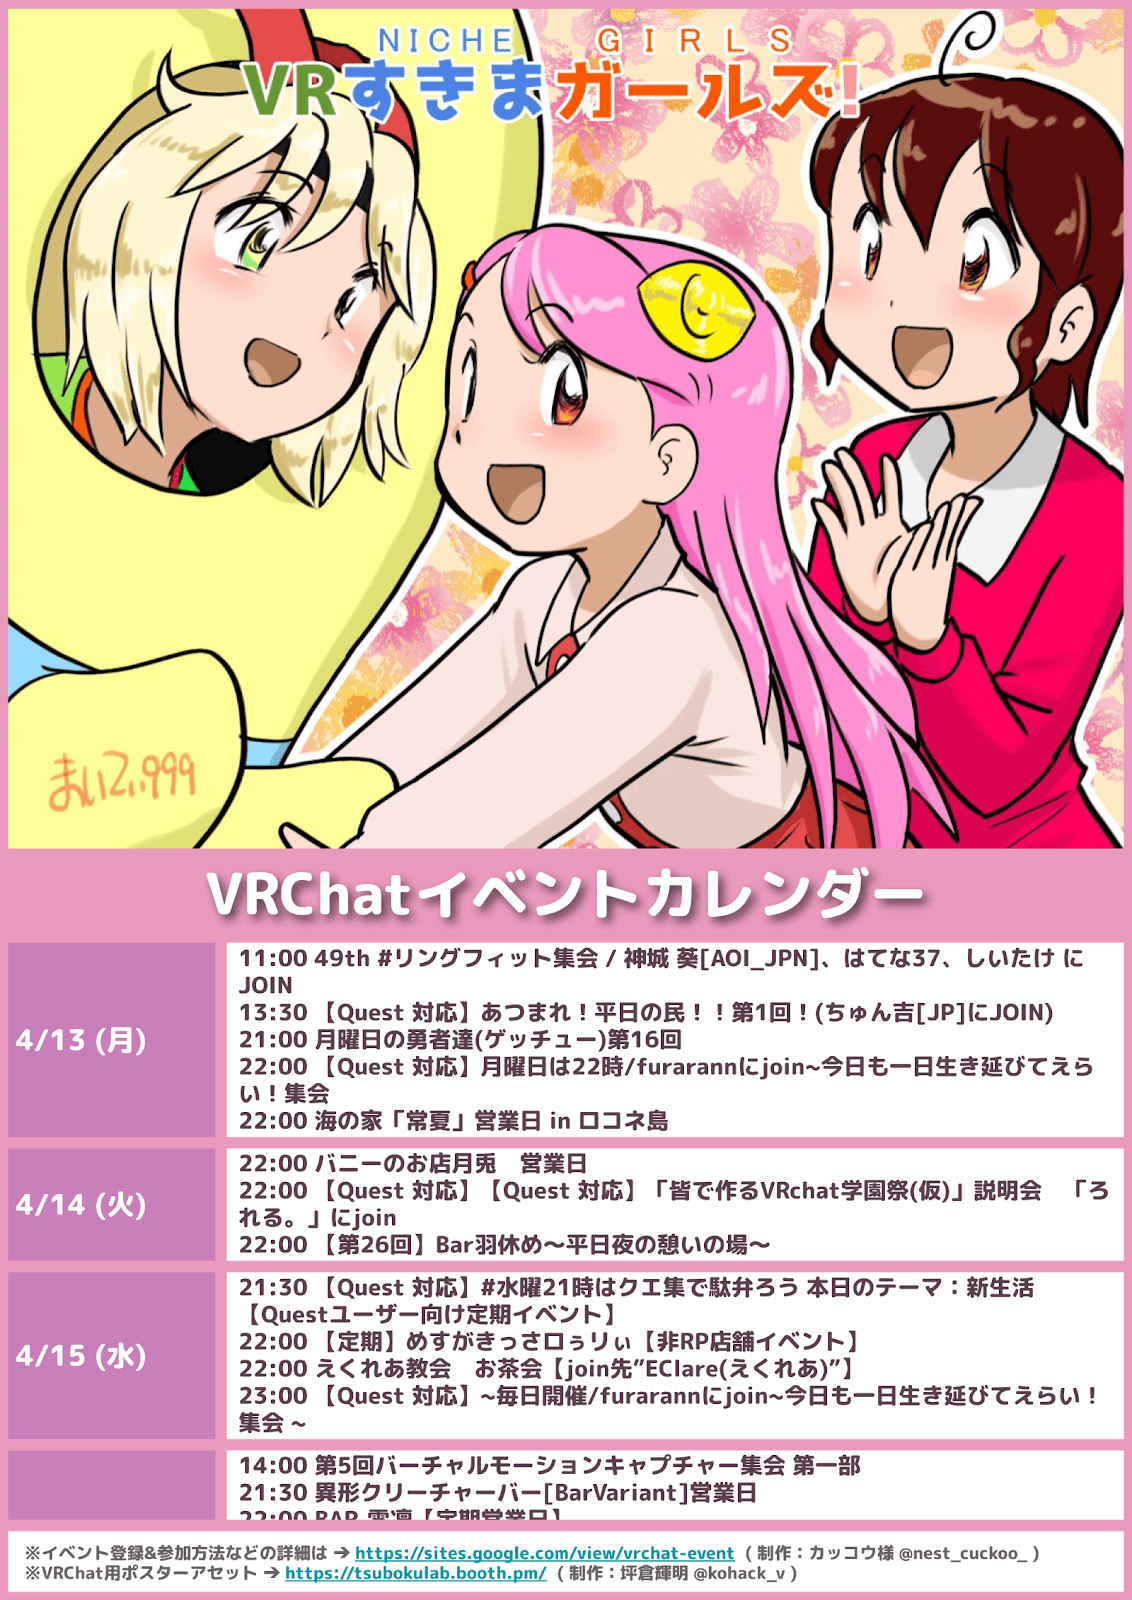 NICHE GIRLS
VRすきまガールズ!
まいてぃ999
VRChatイベントカレンダー
4/13 (月)
11:00 49th #リングフィット集会 / 神城 葵[AOI_JPN]、はてな37、しいたけ に
JOIN
13:30 【Quest 対応】あつまれ！平日の民！！第1回！(ちゅん吉[JP]にJOIN)
21:00 月曜日の勇者達(ゲッチュー)第16回
22:00 【Quest 対応】月曜日は22時/furarannにjoin~今日も一日生き延びてえら
い！集会
22:00 海の家「常夏」営業日 in ロコネ島
4/14 (火)
22:00 バニーのお店月兎　営業日
22:00 【Quest 対応】【Quest 対応】「皆で作るVRchat学園祭(仮)」説明会　「ろ
れる。」にjoin
22:00 【第26回】Bar羽休め〜平日夜の憩いの場〜
4/15 (水)
21:30 【Quest 対応】#水曜21時はクエ集で駄弁ろう 本日のテーマ：新生活
【Questユーザー向け定期イベント】
22:00 【定期】めすがきっさロぅリぃ【非RP店舗イベント】
22:00 えくれあ教会　お茶会【join先”EClare(えくれあ)”】
23:00 【Quest 対応】~毎日開催/furarannにjoin~今日も一日生き延びてえらい！
集会 ~
14:00 第5回バーチャルモーションキャプチャー集会 第一部
21:30 異形クリーチャーバー[BarVariant]営業日
22:00 BAR 雫凛【定期営業日】
※イベント登録&参加方法などの詳細は ➔ https://sites.google.com/view/vrchat-event ( 制作：カッコウ様 @nest_cuckoo_ )
※VRChat用ポスターアセット ➔ https://tsubokulab.booth.pm/ ( 制作：坪倉輝明 @kohack_v )